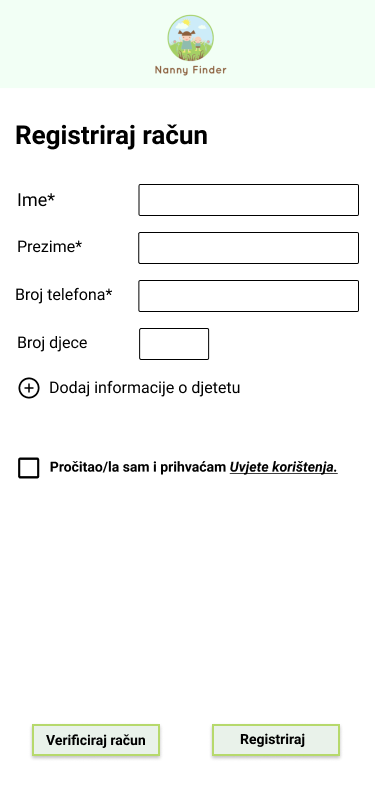 Nanny Finder
Registriraj račun
Ime*
Prezime*
Broj telefona*
Broj djece
Dodaj informacije o djetetu
Pročitao/la sam i prihvaćam Uvjete korištenja.
Verificiraj račun Registriraj